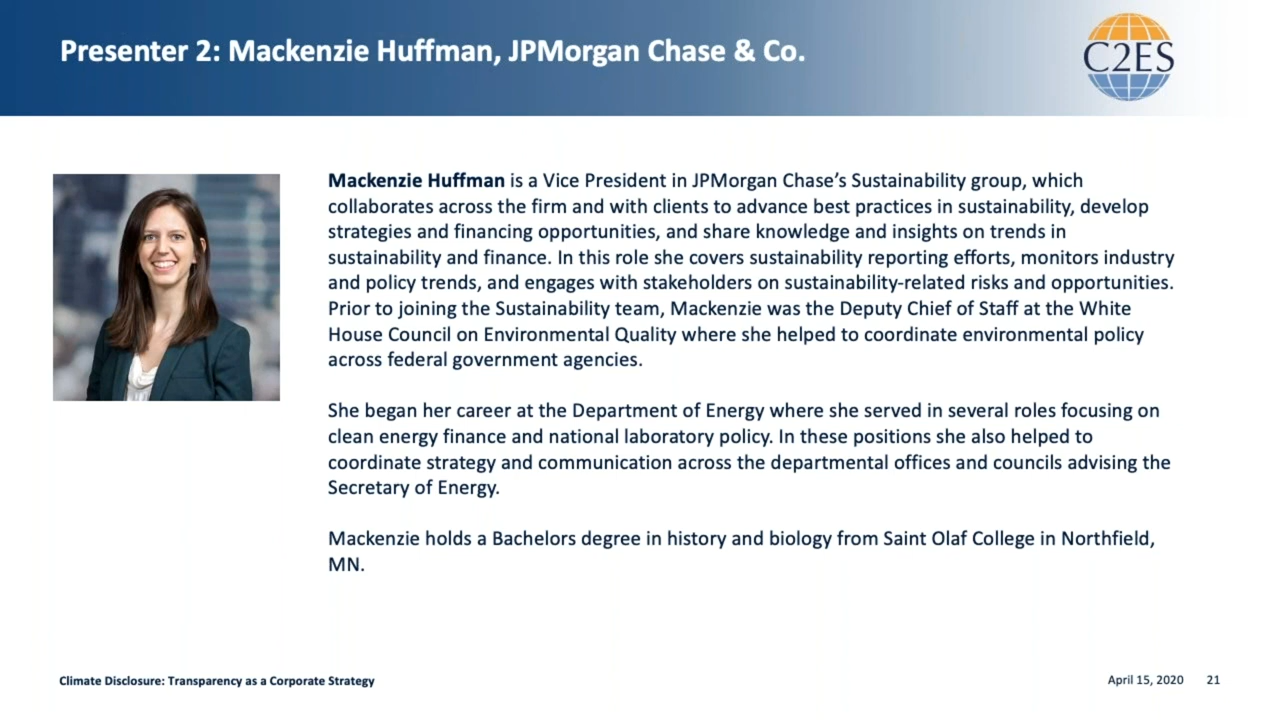 Presenter 2: Mackenzie Huffman, JPMorgan Chase & Co.
C2ES
Mackenzie Huffman is a Vice President in JPMorgan Chase’s Sustainability group, which
collaborates across the firm and with clients to advance best practices in sustainability, develop
strategies and financing opportunities, and share knowledge and insights on trends in
sustainability and finance. In this role she covers sustainability reporting efforts, monitors industry
and policy trends, and engages with stakeholders on sustainability-related risks and opportunities.
Prior to joining the Sustainability team, Mackenzie was the Deputy Chief of Staff at the White
House Council on Environmental Quality where she helped to coordinate environmental policy
across federal government agencies.
She began her career at the Department of Energy where she served in several roles focusing on
clean energy finance and national laboratory policy. In these positions she also helped to
coordinate strategy and communication across the departmental offices and councils advising the
Secretary of Energy.
Mackenzie holds a Bachelors degree in history and biology from Saint Olaf College in Northfield,
MN.
Climate Disclosure: Transparency as a Corporate Strategy
April 15, 2020 21